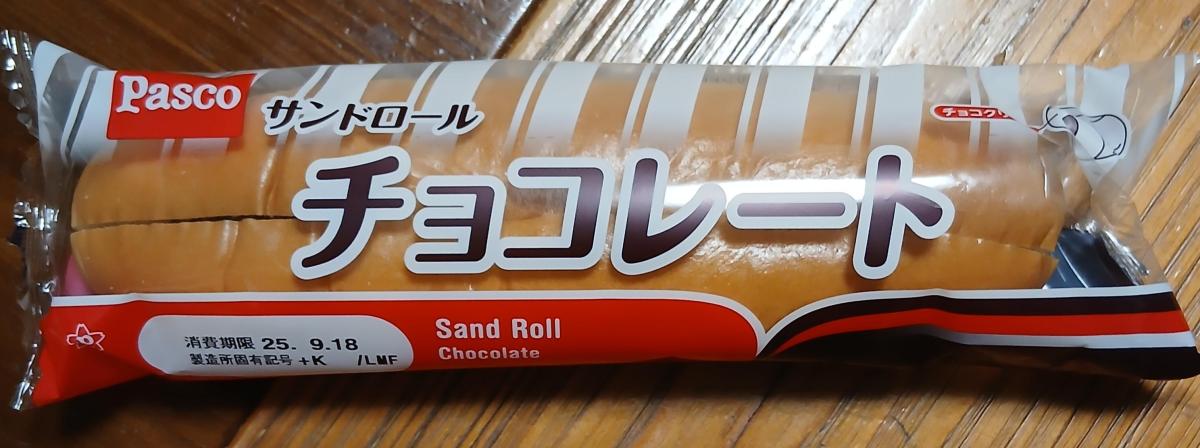 Pasco
サンドロール
チョコレート
チョコク
消費期限 25. 9.18
製造所固有記号 +K /LMF
Sand Roll
Chocolate